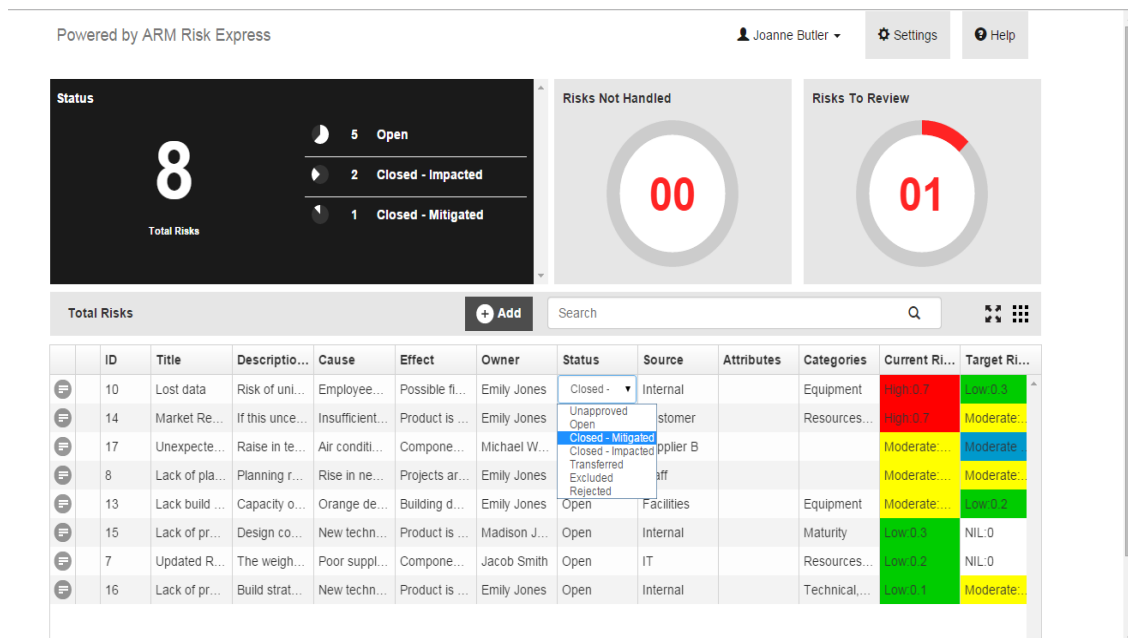 Powered by ARM Risk Express
Joanne Butler
Settings
Help
Status
8
Total Risks
5 Open
2 Closed - Impacted
1 Closed - Mitigated
Risks Not Handled
00
Risks To Review
01
Total Risks
Add
Search
ID Title Descriptio... Cause Effect Owner Status Source Attributes Categories Current Ri... Target Ri...
10 Lost data Risk of uni... Employee... Possible fi... Emily Jones Closed - Internal Equipment High:0.7 Low:0.3
14 Market Re... If this unce... Insufficient... Product is ... Emily Jones stomer Resources... High:0.7 Moderate:...
17 Unexpecte... Raise in te... Air conditi... Compone... Michael W... pplier B Moderate:... Moderate...
8 Lack of pla... Planning r... Rise in ne... Projects ar... Emily Jones aff Moderate:... Moderate:...
Unapproved
Open
Closed - Mitigated
Closed - Impacted
Transferred
Excluded
Rejected
13 Lack build ... Capacity o... Orange de... Building d... Emily Jones Open Facilities Equipment Moderate:... Low:0.2
15 Lack of pr... Design co... New techn... Product is ... Madison J... Open Internal Maturity Low:0.3 NIL:0
7 Updated R... The weigh... Poor suppl... Compone... Jacob Smith Open IT Resources... Low:0.2 NIL:0
16 Lack of pr... Build strat... New techn... Product is ... Emily Jones Open Internal Technical,... Low:0.1 Moderate:...